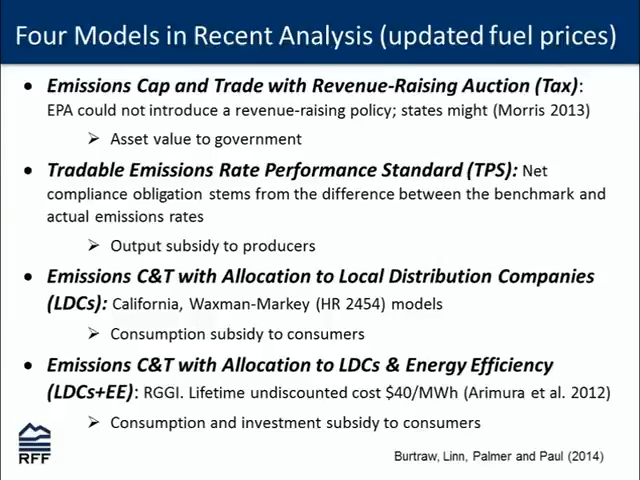 Four Models in Recent Analysis (updated fuel prices)
• Emissions Cap and Trade with Revenue-Raising Auction (Tax):
EPA could not introduce a revenue-raising policy; states might (Morris 2013)
➢ Asset value to government
• Tradable Emissions Rate Performance Standard (TPS): Net
compliance obligation stems from the difference between the benchmark and
actual emissions rates
➢ Output subsidy to producers
• Emissions C&T with Allocation to Local Distribution Companies
(LDCs): California, Waxman-Markey (HR 2454) models
➢ Consumption subsidy to consumers
• Emissions C&T with Allocation to LDCs & Energy Efficiency
(LDCs+EE): RGGI. Lifetime undiscounted cost $40/MWh (Arimura et al. 2012)
➢ Consumption and investment subsidy to consumers
RFF
Burtraw, Linn, Palmer and Paul (2014)